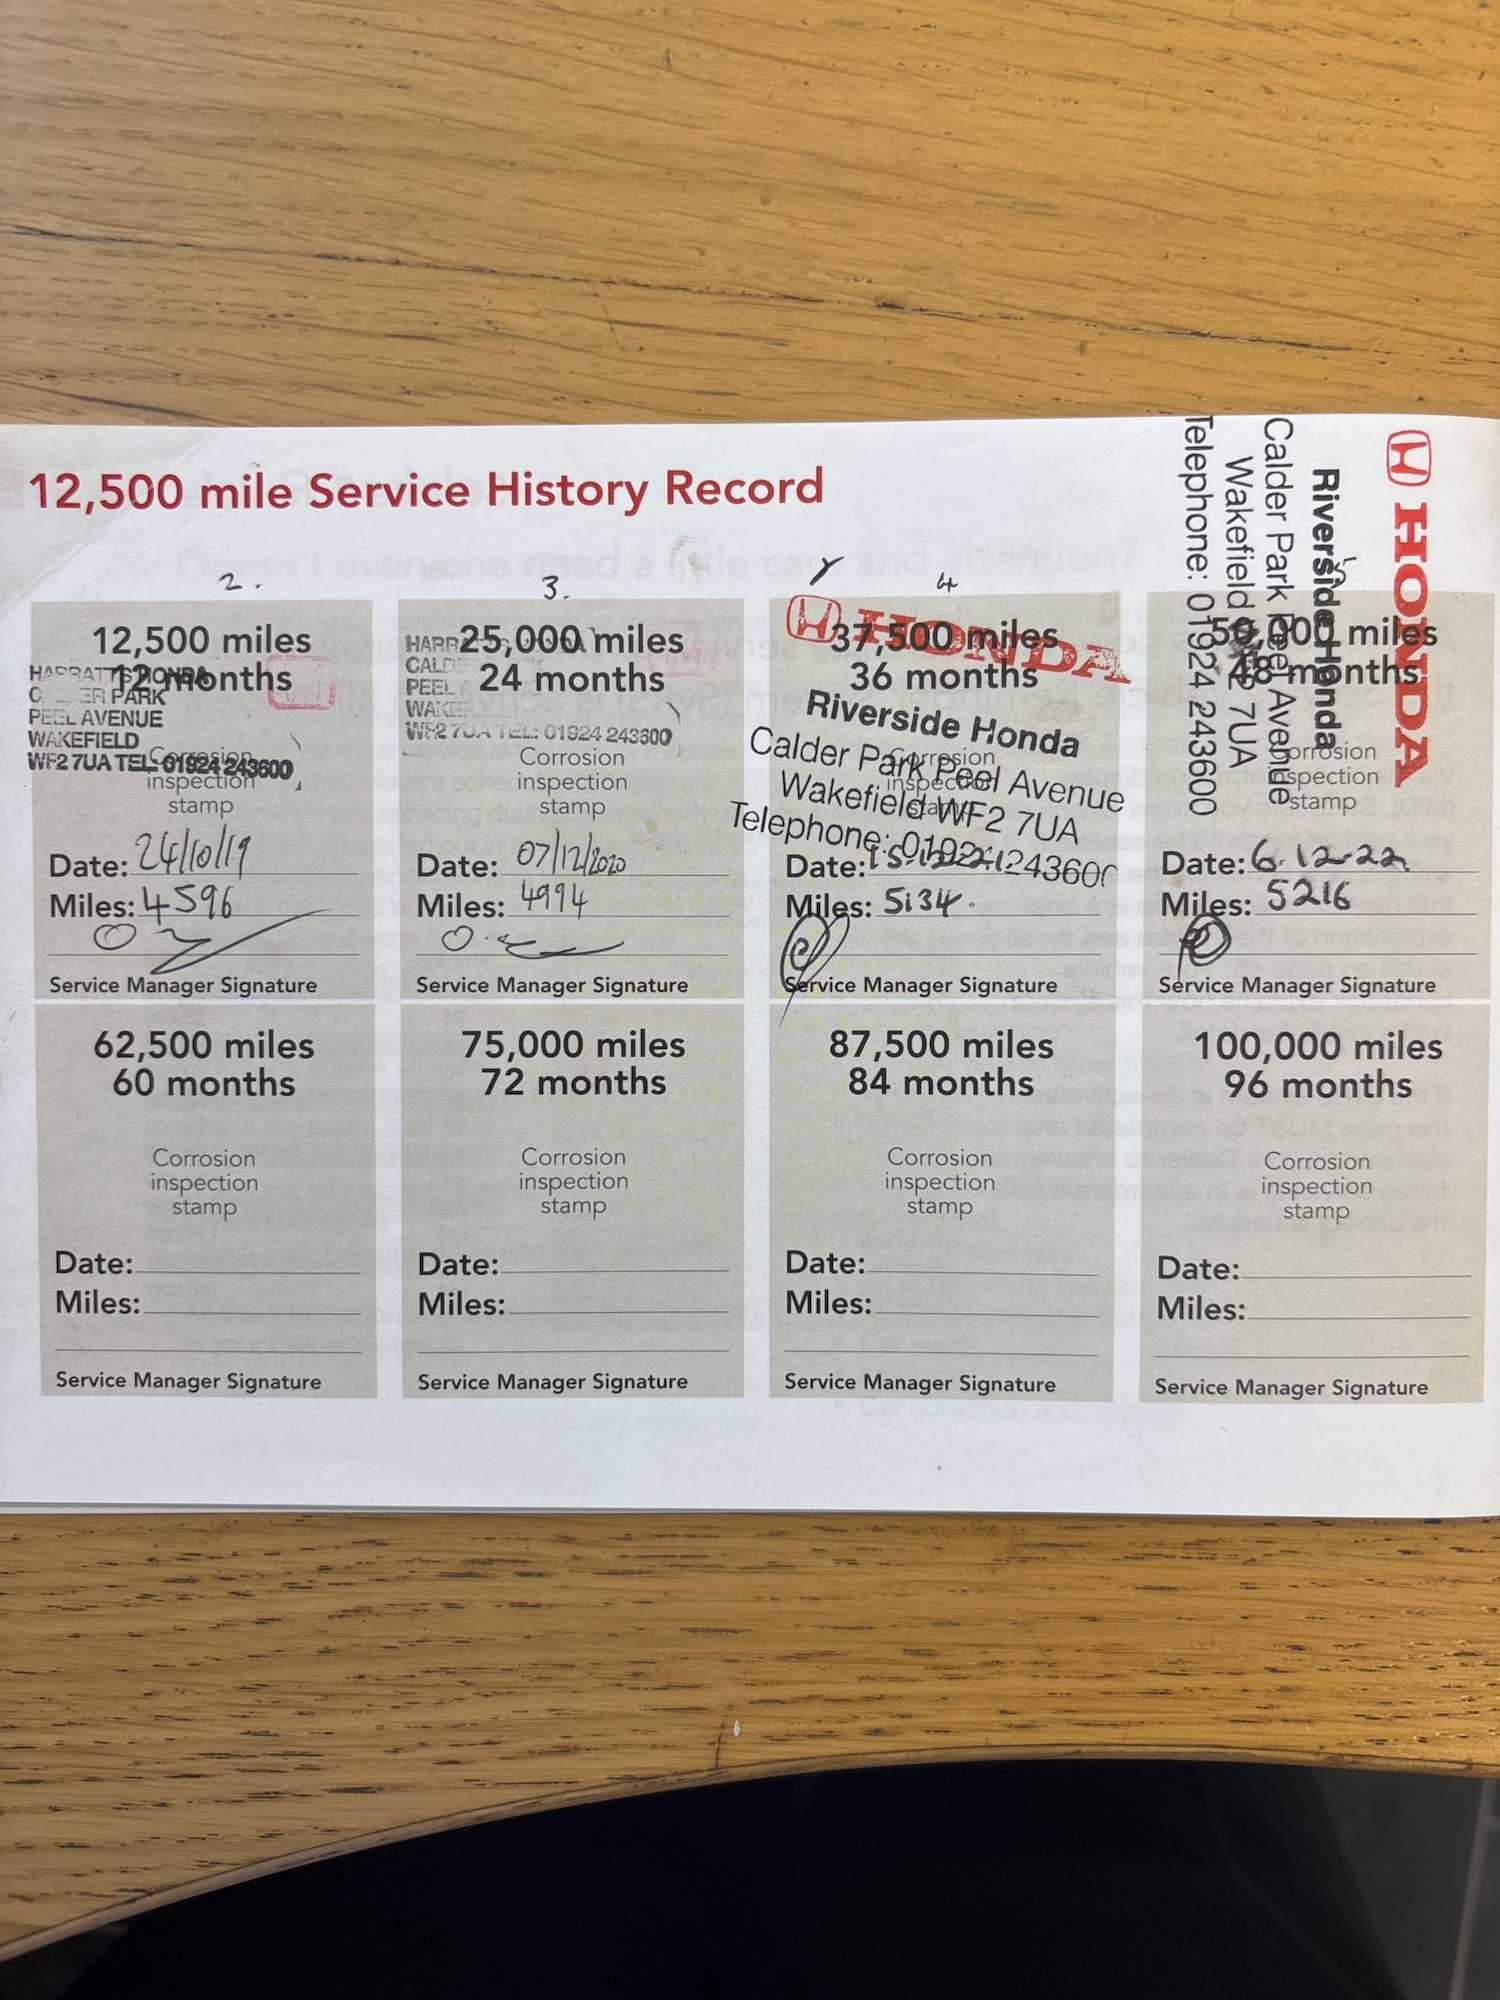 12,500 mile Service History Record
2.
12,500 miles
12 months
HARRATTS HONDA
PARK
PEEL AVENUE
WAKEFIELD
WF2 7UA TEL: 01924 243600
Corrosion
inspection
stamp
Date: 24/10/19
Miles: 4596
Service Manager Signature
3.
25,000 miles
24 months
PEEL
WF2 7UA TEL: 01924 243600
Corrosion
inspection
stamp
Date: 07/12/2020
Miles: 4994
Service Manager Signature
4
37,500 miles
36 months
HONDA
Riverside Honda
Calder Park Peel Avenue
Wakefield WF2 7UA
Telephone: 01924 243600
Corrosion
inspection
stamp
Date:
Miles: 5134.
Service Manager Signature
HONDA
Riverside Honda
Calder Park Peel Avenue
Wakefield WF2 7UA
Telephone: 01924 243600
50,000 miles
48 months
Corrosion
inspection
stamp
Date: 6.12.22
Miles: 5216
Service Manager Signature
62,500 miles
60 months
Corrosion
inspection
stamp
Date:
Miles:
Service Manager Signature
75,000 miles
72 months
Corrosion
inspection
stamp
Date:
Miles:
Service Manager Signature
87,500 miles
84 months
Corrosion
inspection
stamp
Date:
Miles:
Service Manager Signature
100,000 miles
96 months
Corrosion
inspection
stamp
Date:
Miles:
Service Manager Signature